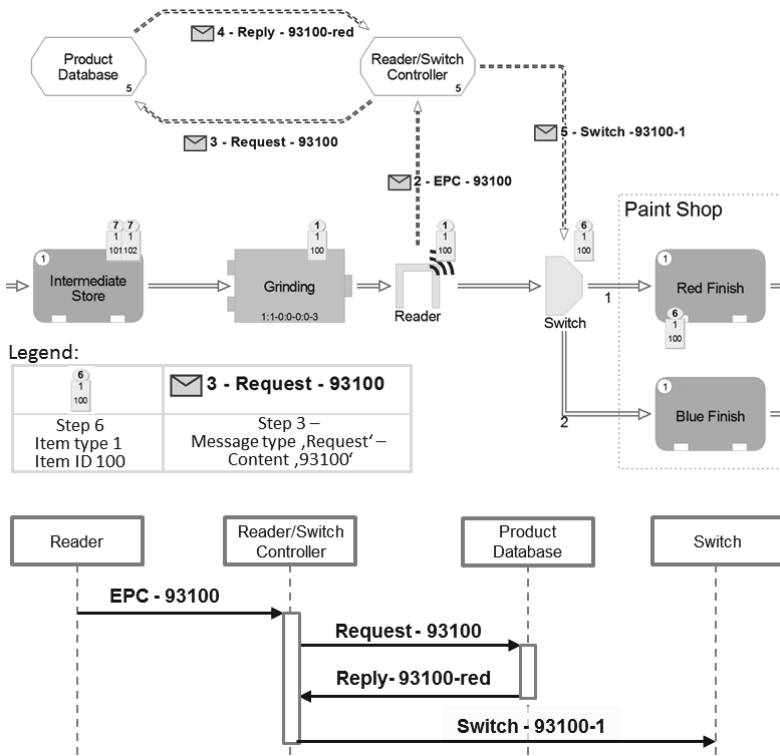 4 - Reply - 93100-red
Product
Database
5
Reader/Switch
Controller
5
3 - Request - 93100
5 - Switch -93100-1
2 - EPC - 93100
Paint Shop
7 7
1 1
101 102
1
1
100
1
1
100
6
1
100
1
Intermediate
Store
Grinding
1:1-0:0-0:0-3
Reader
Switch
1
1
Red Finish
6
1
100
2
1
Blue Finish
Legend:
6
1
100
3 - Request - 93100
Step 6
Item type 1
Item ID 100
Step 3 –
Message type ‚Request‘ –
Content ‚93100‘
Reader
Reader/Switch
Controller
Product
Database
Switch
EPC - 93100
Request - 93100
Reply- 93100-red
Switch - 93100-1